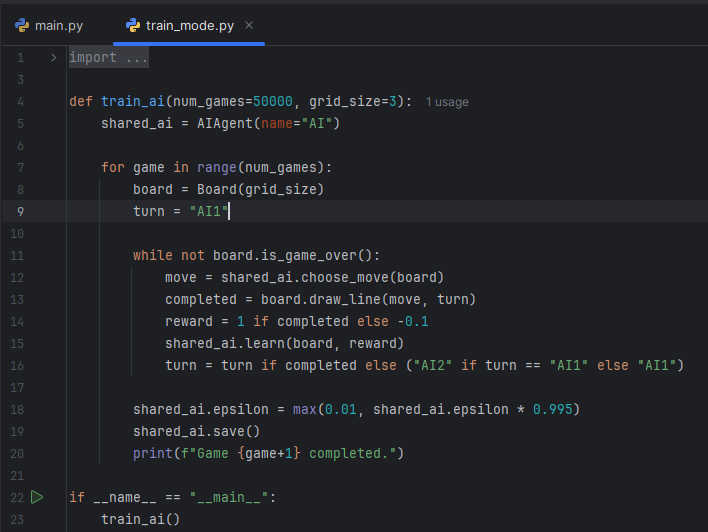 main.py train_mode.py ×
1 > import ...
3
4 def train_ai(num_games=50000, grid_size=3): 1 usage
5 shared_ai = AIAgent(name="AI")
6
7 for game in range(num_games):
8 board = Board(grid_size)
9 turn = "AI1"
10
11 while not board.is_game_over():
12 move = shared_ai.choose_move(board)
13 completed = board.draw_line(move, turn)
14 reward = 1 if completed else -0.1
15 shared_ai.learn(board, reward)
16 turn = turn if completed else ("AI2" if turn == "AI1" else "AI1")
17
18 shared_ai.epsilon = max(0.01, shared_ai.epsilon * 0.995)
19 shared_ai.save()
20 print(f"Game {game+1} completed.")
21
22 if __name__ == "__main__":
23 train_ai()